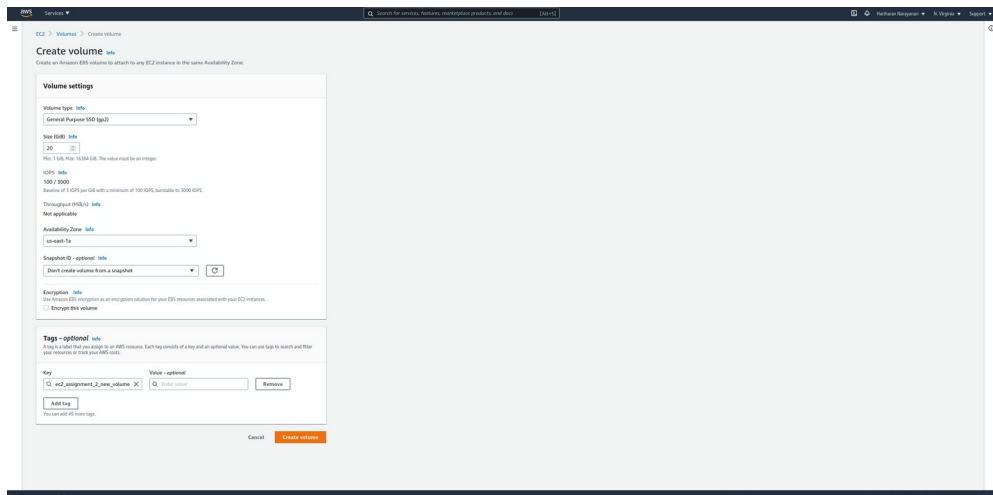 aws Services ▼ Search for services, features, marketplace products, and docs [Alt+S] Hariharan Narayanan ▼ N. Virginia ▼ Support ▼
EC2 > Volumes > Create volume
Create volume Info
Create an Amazon EBS volume to attach to any EC2 instance in the same Availability Zone.
Volume settings
Volume type Info
General Purpose SSD (gp2)
Size (GiB) Info
20
Min: 1 GiB, Max: 16384 GiB. The value must be an integer.
IOPS Info
100 / 3000
Baseline of 3 IOPS per GiB with a minimum of 100 IOPS, burstable to 3000 IOPS.
Throughput (MiB/s) Info
Not applicable
Availability Zone Info
us-east-1a
Snapshot ID - optional Info
Don't create volume from a snapshot
Encryption Info
Use Amazon EBS encryption as an encryption solution for your EBS resources associated with your EC2 instances.
Encrypt this volume
Tags - optional Info
A tag is a label that you assign to an AWS resource. Each tag consists of a key and an optional value. You can use tags to search and filter
your resources or track your AWS costs.
Key Value - optional
ec2_assignment_2_new_volume Enter value Remove
Add tag
You can add 49 more tags.
Cancel Create volume